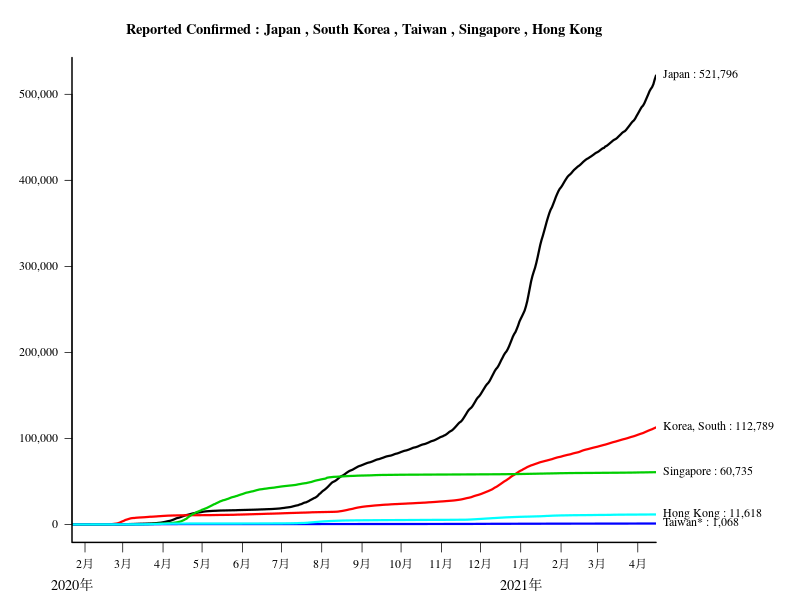 Reported Confirmed : Japan , South Korea , Taiwan , Singapore , Hong Kong
Japan : 521,796
500,000
400,000
300,000
200,000
100,000
0
Korea, South : 112,789
Singapore : 60,735
Hong Kong : 11,618
Taiwan* : 1,068
2月 3月 4月 5月 6月 7月 8月 9月 10月 11月 12月 1月 2月 3月 4月
2020年 2021年